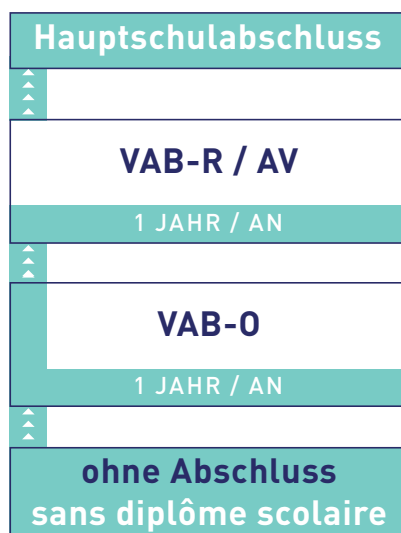 Hauptschulabschluss
VAB-R / AV
1 JAHR / AN
VAB-O
1 JAHR / AN
ohne Abschluss
sans diplôme scolaire